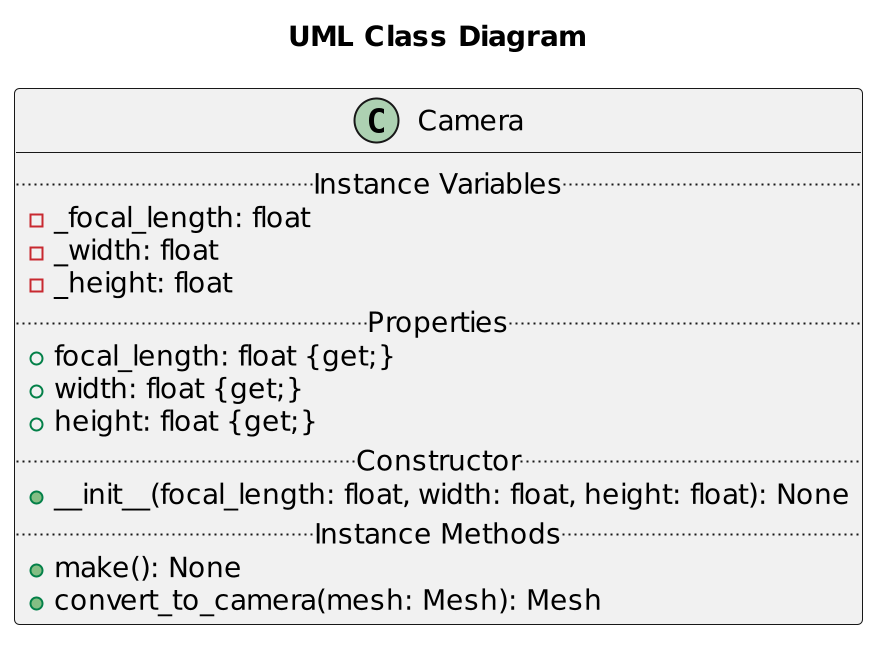 UML Class Diagram
C Camera
Instance Variables
_focal_length: float
_width: float
_height: float
Properties
focal_length: float {get;}
width: float {get;}
height: float {get;}
Constructor
__init__(focal_length: float, width: float, height: float): None
Instance Methods
make(): None
convert_to_camera(mesh: Mesh): Mesh